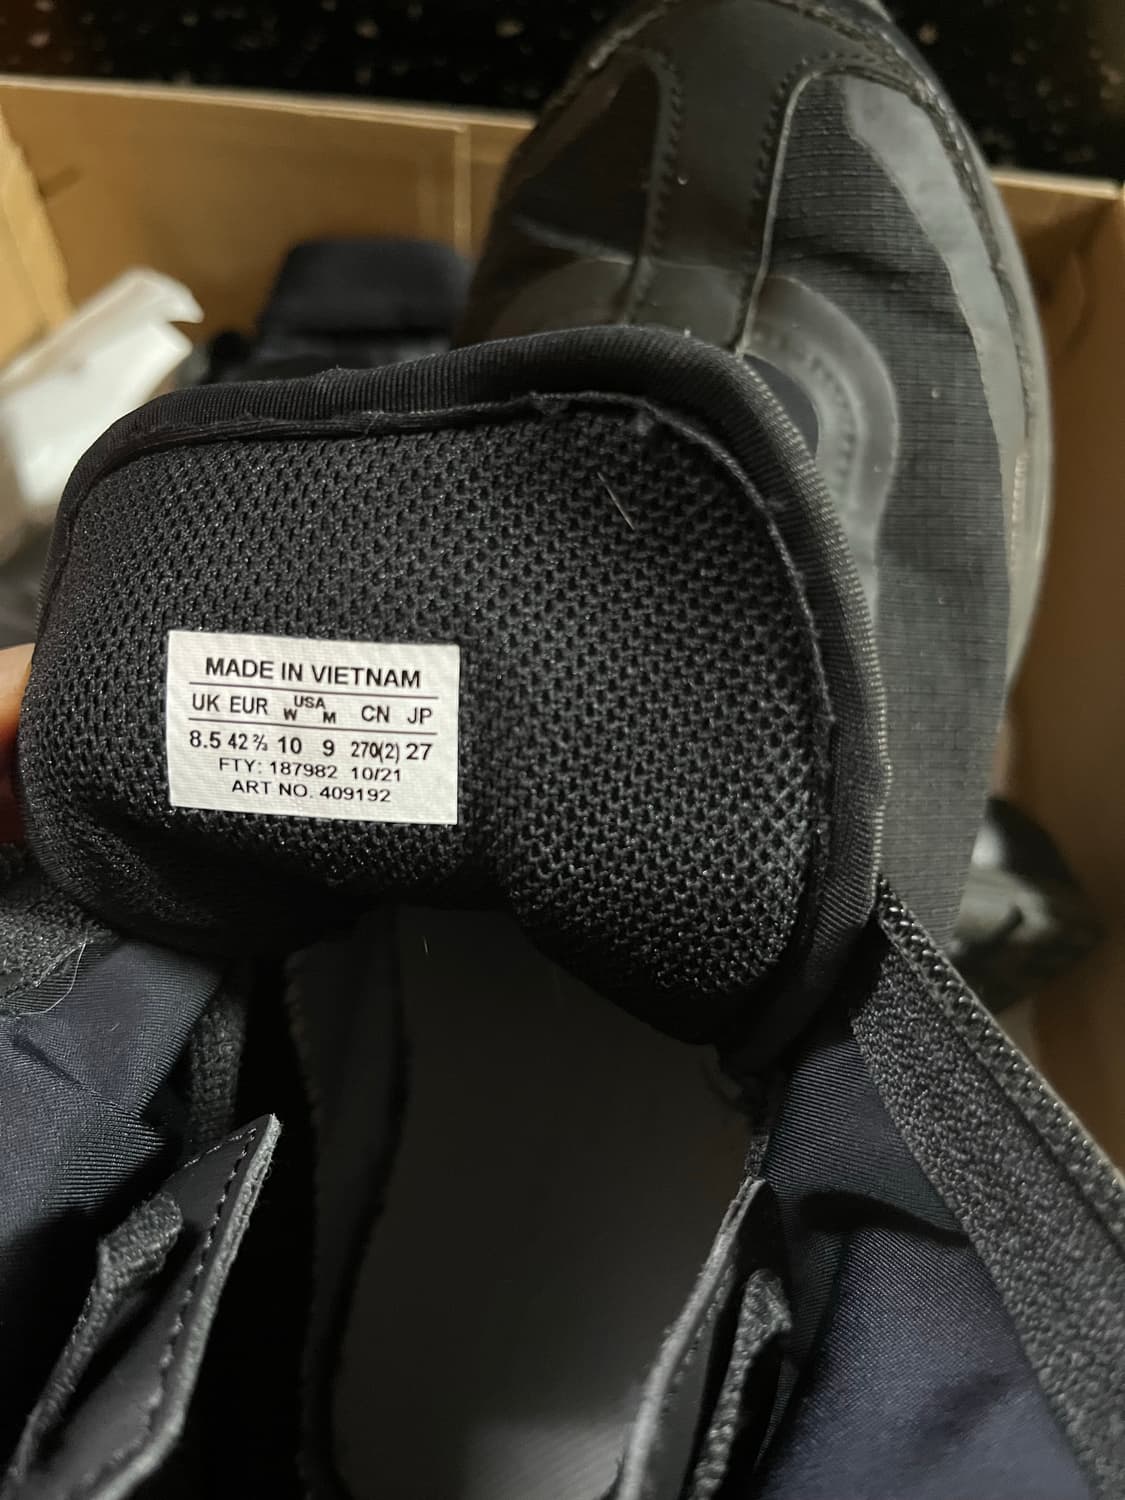 MADE IN VIETNAM
UK EUR USA W M CN JP
8.5 42 ⅔ 10 9 270(2) 27
FTY: 187982 10/21
ART NO. 409192